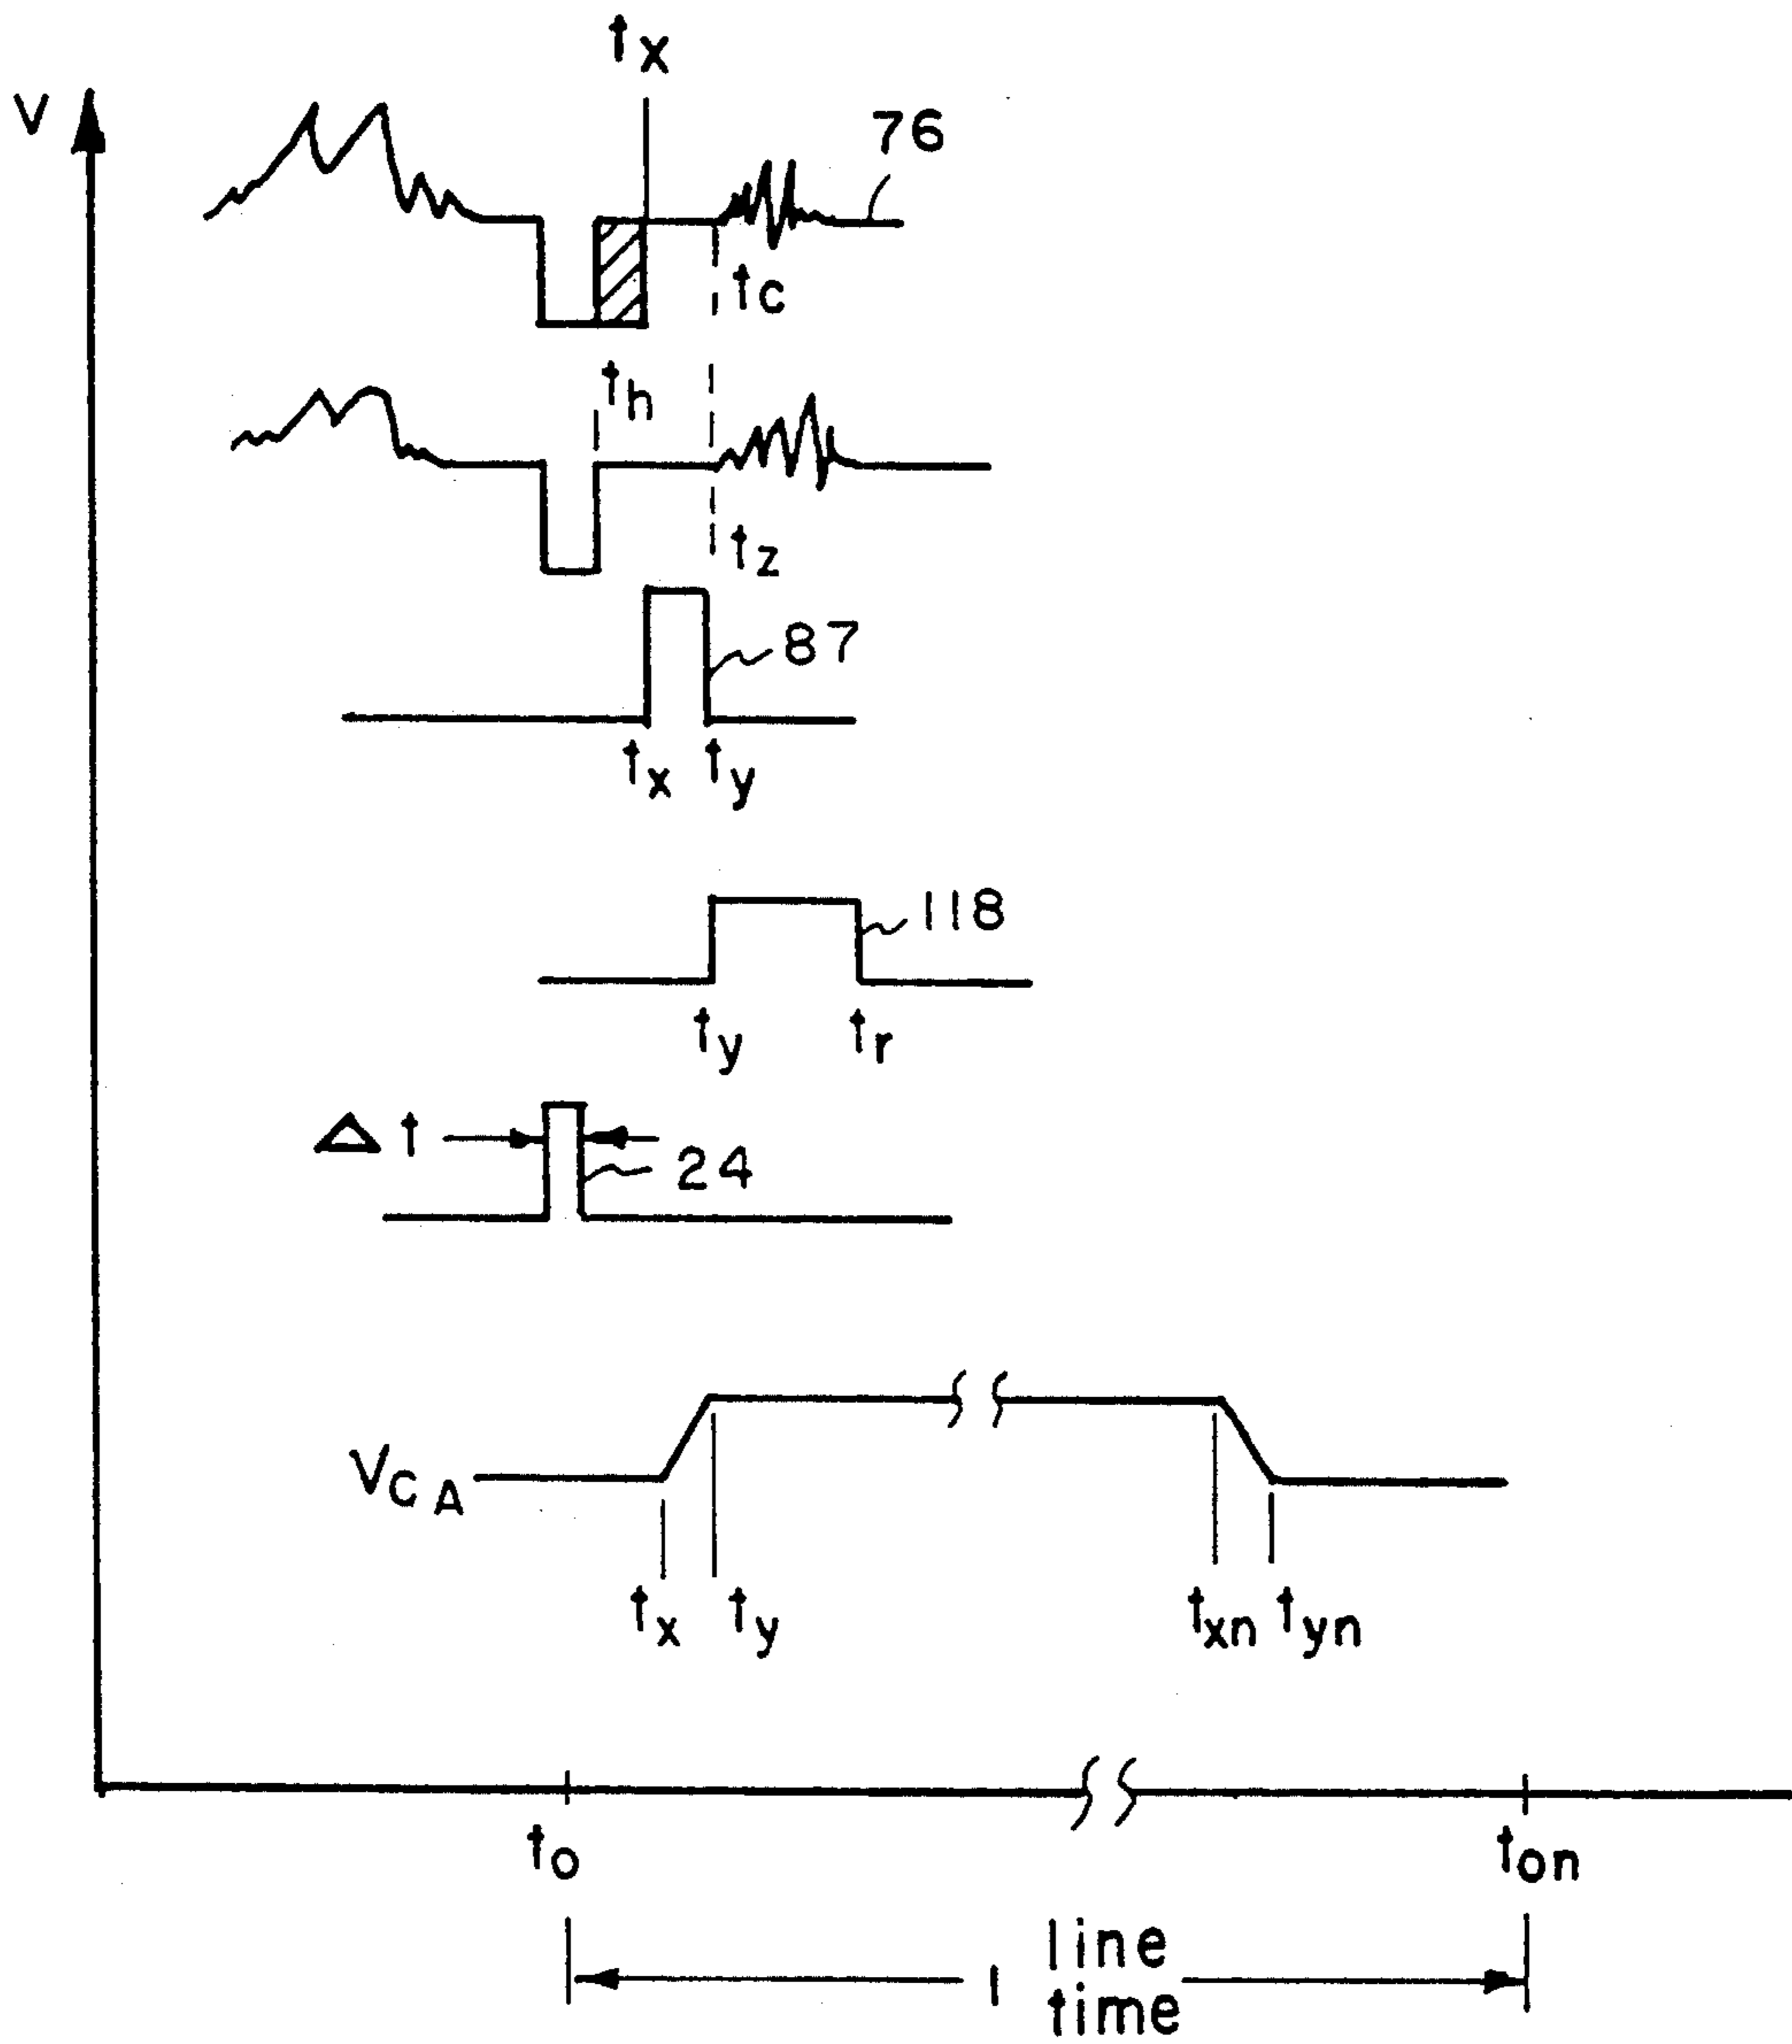 tx
V
76
tc
th
tz
87
tx ty
118
ty tr
Δt
24
VCA
tx ty txn tyn
to ton
1 line time